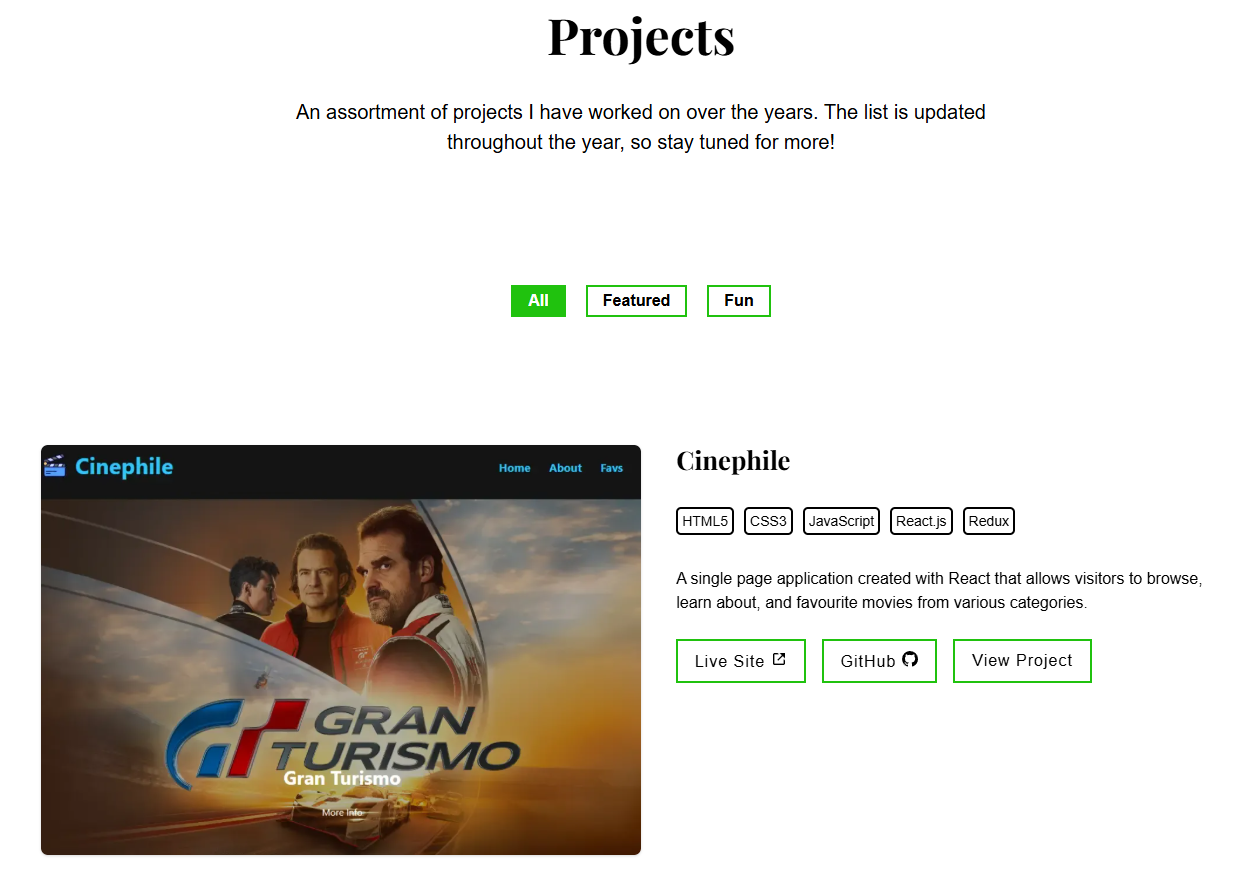 Projects
An assortment of projects I have worked on over the years. The list is updated
throughout the year, so stay tuned for more!
All
Featured
Fun
Cinephile
Home
About
Favs
GRAN
TURISMO
Gran Turismo
More Info
Cinephile
HTML5
CSS3
JavaScript
React.js
Redux
A single page application created with React that allows visitors to browse,
learn about, and favourite movies from various categories.
Live Site
GitHub
View Project